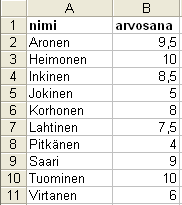 A B
1 nimi arvosana
2 Aronen 9,5
3 Heimonen 10
4 Inkinen 8,5
5 Jokinen 5
6 Korhonen 8
7 Lahtinen 7,5
8 Pitkänen 4
9 Saari 9
10 Tuominen 10
11 Virtanen 6